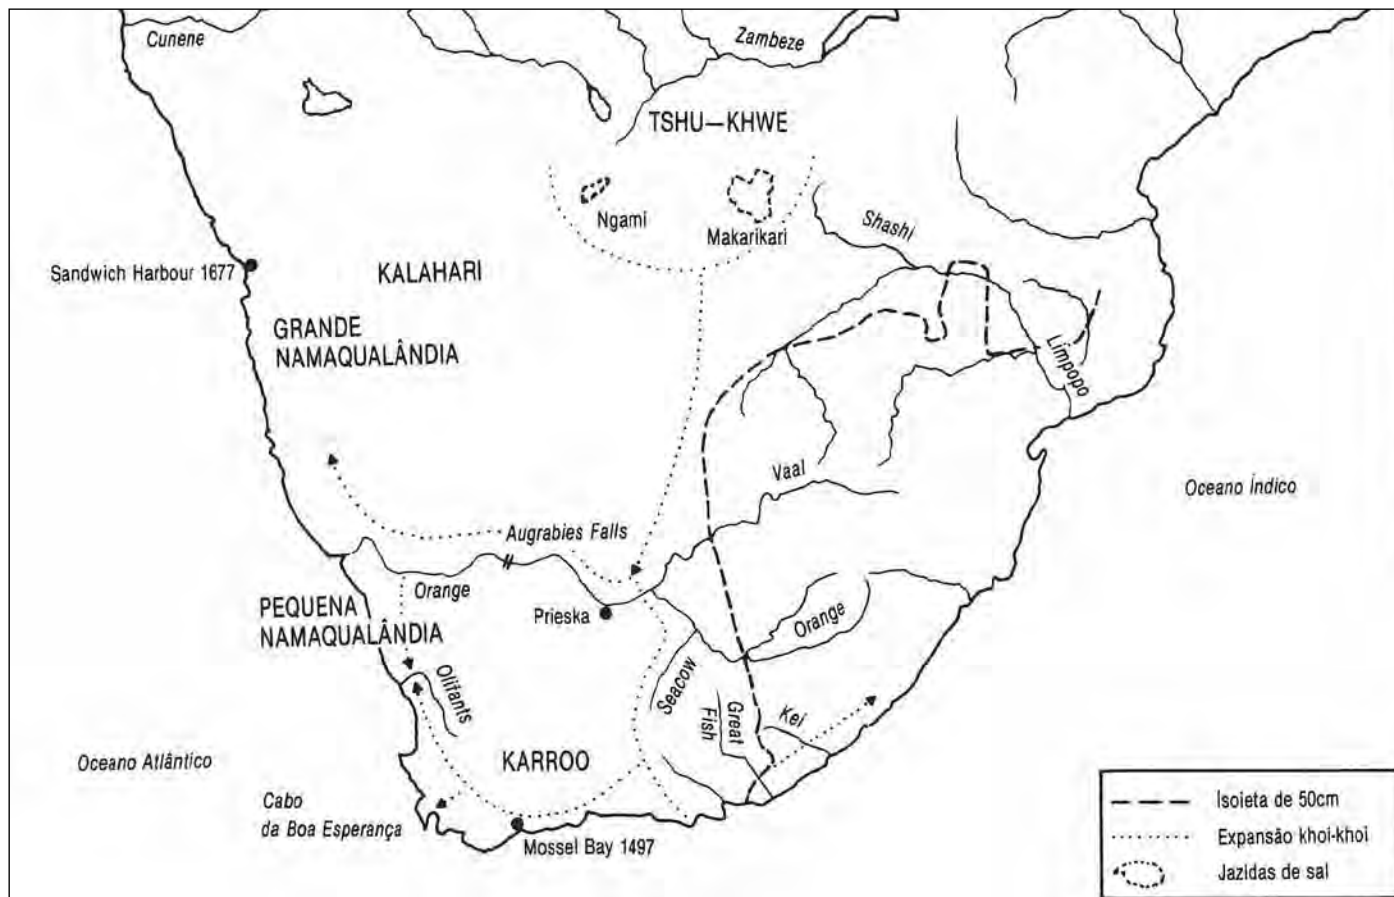 Cunene
Zambeze
TSHU—KHWE
Ngami
Makarikari
Shashi
Sandwich Harbour 1677
KALAHARI
GRANDE
NAMAQUALÂNDIA
Limpopo
Vaal
Oceano Índico
Augrabies Falls
Orange
PEQUENA
NAMAQUALÂNDIA
Prieska
Orange
Seacow
Ollifants
Great
Fish
Kei
Oceano Atlântico
KARROO
Cabo
da Boa Esperança
Mossel Bay 1497
Isoieta de 50cm
Expansão khoi-khoi
Jazidas de sal